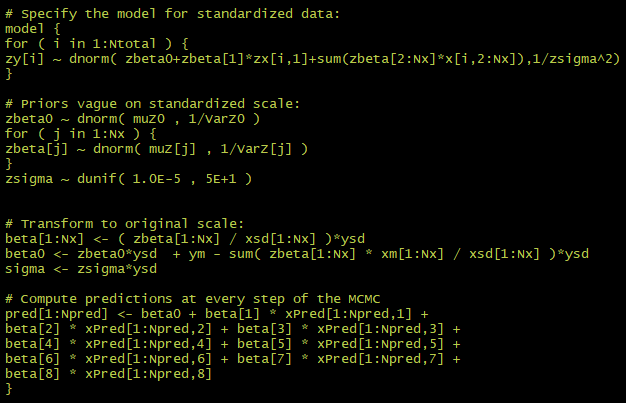 # Specify the model for standardized data:
model {
for ( i in 1:Ntotal ) {
zy[i] ~ dnorm( zbeta0+zbeta[1]*zx[i,1]+sum(zbeta[2:Nx]*x[i,2:Nx]),1/zsigma^2)
}
# Priors vague on standardized scale:
zbeta0 ~ dnorm( muZ0 , 1/VarZ0 )
for ( j in 1:Nx ) {
zbeta[j] ~ dnorm( muZ[j] , 1/VarZ[j] )
}
zsigma ~ dunif( 1.0E-5 , 5E+1 )
# Transform to original scale:
beta[1:Nx] <- ( zbeta[1:Nx] / xsd[1:Nx] )*ysd
beta0 <- zbeta0*ysd  + ym - sum( zbeta[1:Nx] * xm[1:Nx] / xsd[1:Nx] )*ysd
sigma <- zsigma*ysd
# Compute predictions at every step of the MCMC
pred[1:Npred] <- beta0 + beta[1] * xPred[1:Npred,1] +
beta[2] * xPred[1:Npred,2] + beta[3] * xPred[1:Npred,3] +
beta[4] * xPred[1:Npred,4] + beta[5] * xPred[1:Npred,5] +
beta[6] * xPred[1:Npred,6] + beta[7] * xPred[1:Npred,7] +
beta[8] * xPred[1:Npred,8]
}